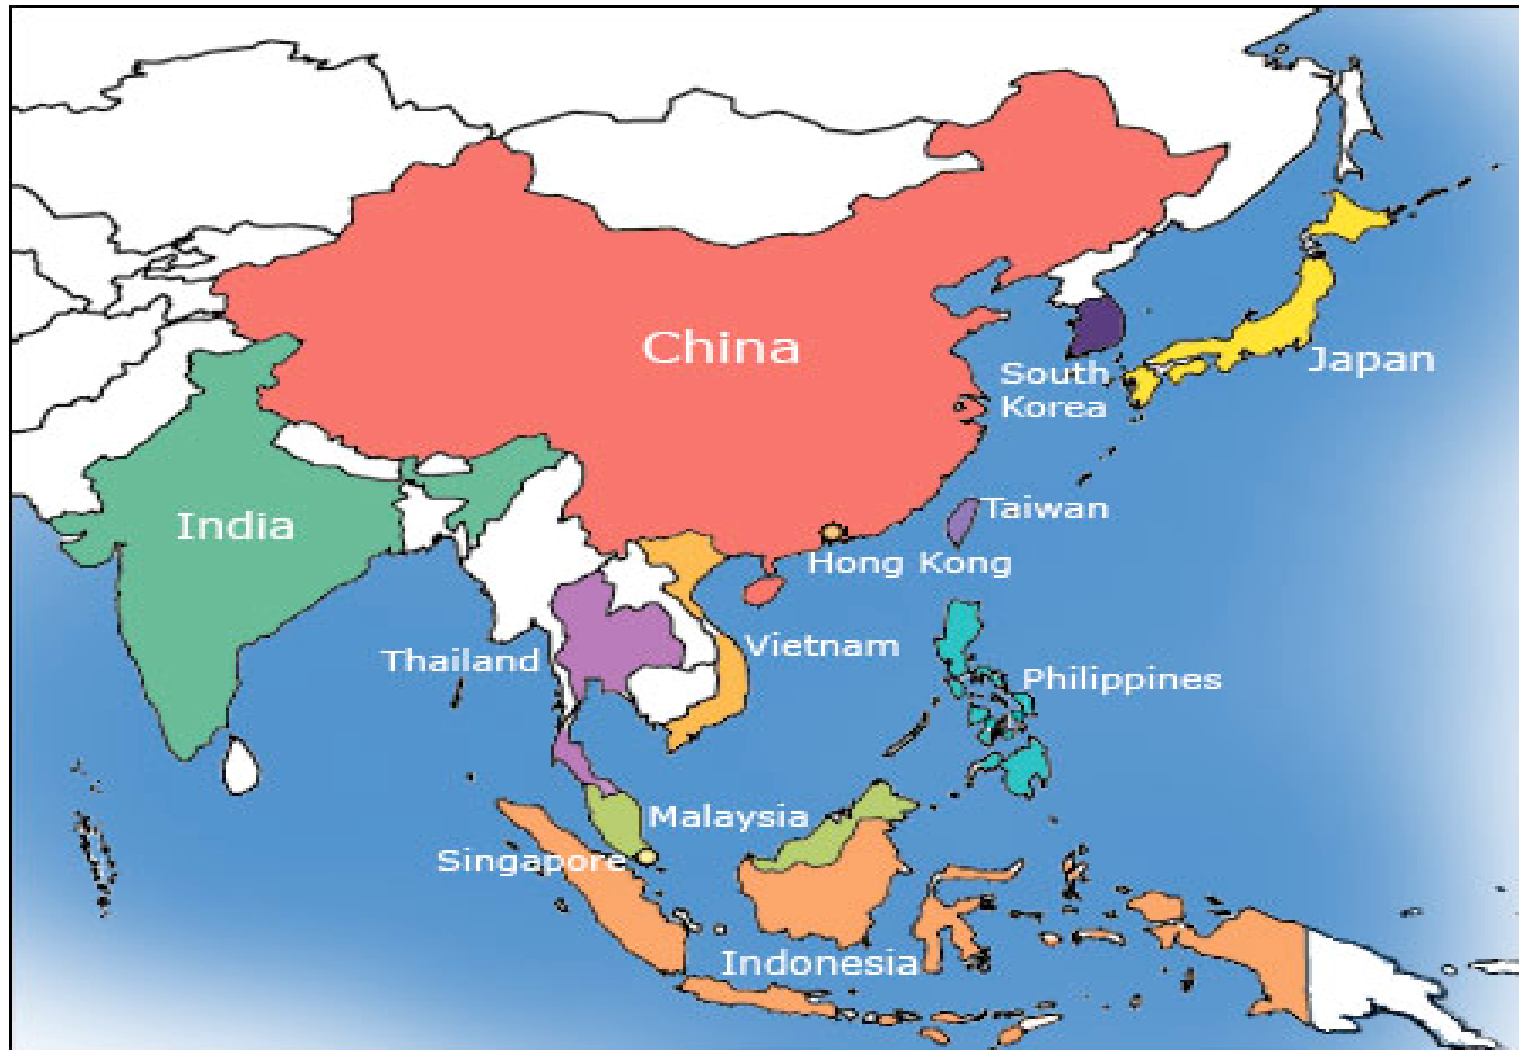 China
Japan
South
Korea
India
Taiwan
Hong Kong
Vietnam
Thailand
Philippines
Malaysia
Singapore
Indonesia